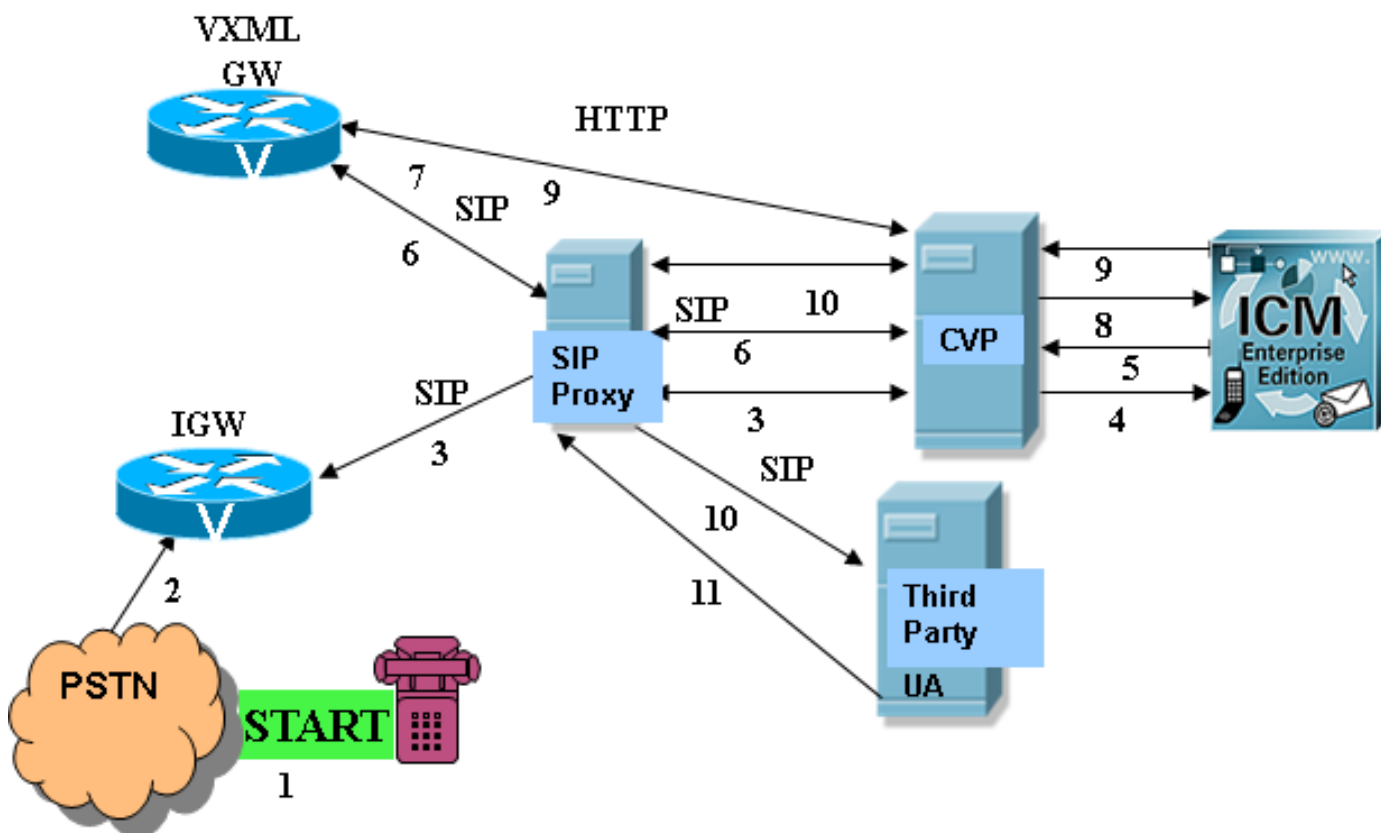 VXML
GW
V
HTTP
7
9
SIP
6
SIP
Proxy
10
SIP
6
3
CVP
9
8
5
4
www.
ICM
Enterprise
Edition
@
IGW
V
SIP
3
SIP
10
11
Third
Party
UA
2
PSTN
START
1